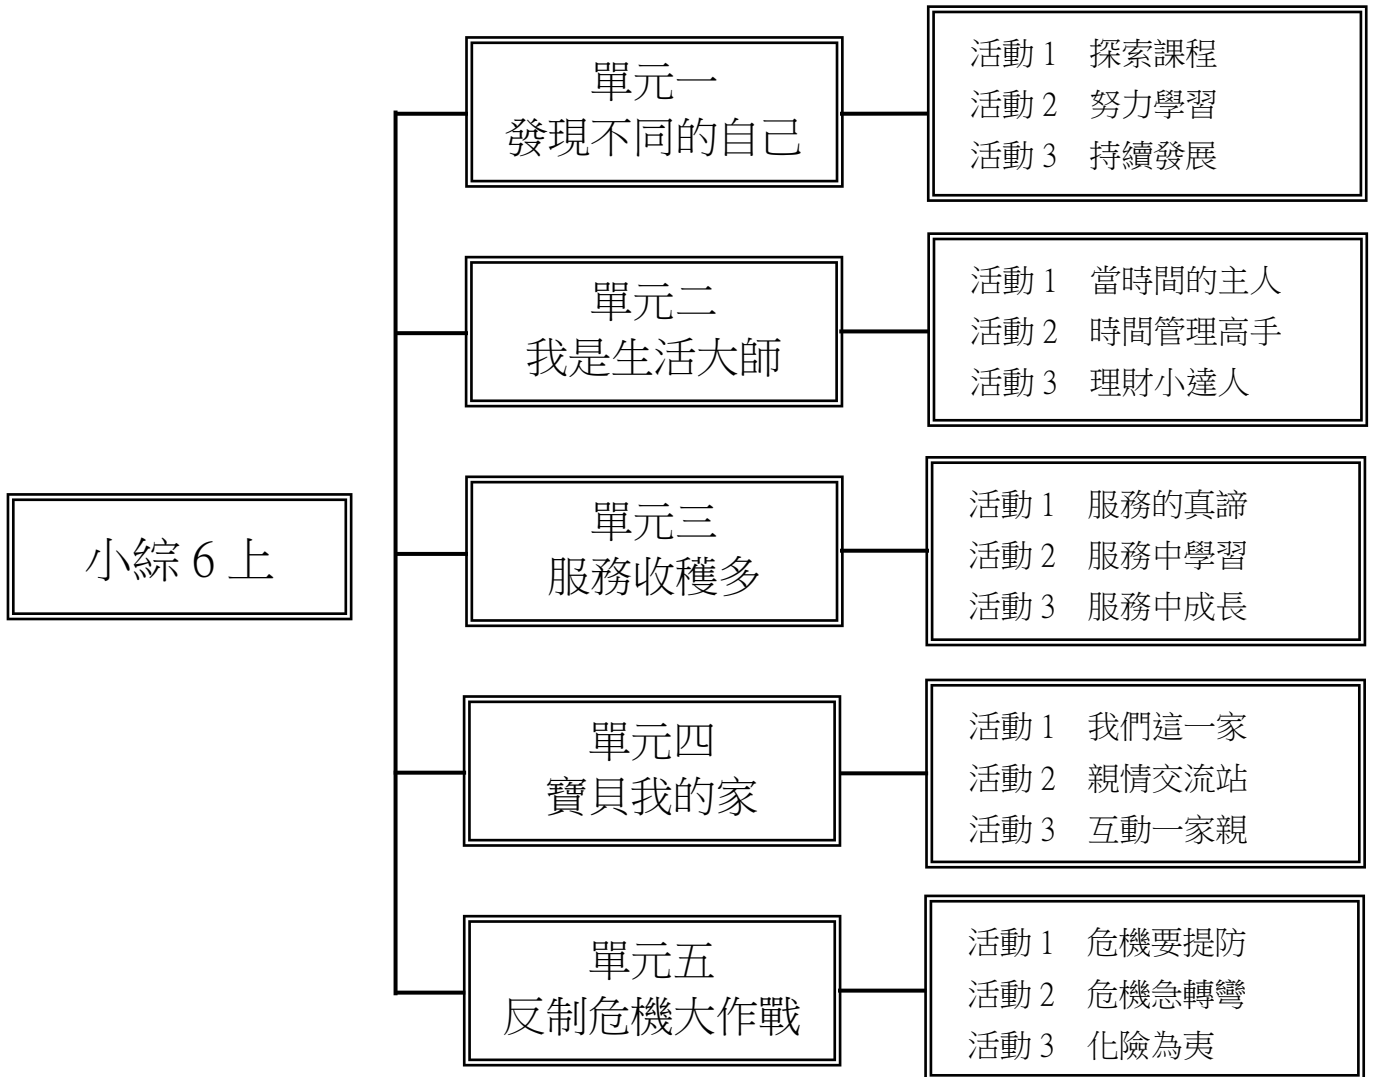 小綜 6 上
單元一
發現不同的自己
活動 1　探索課程
活動 2　努力學習
活動 3　持續發展
單元二
我是生活大師
活動 1　當時間的主人
活動 2　時間管理高手
活動 3　理財小達人
單元三
服務收穫多
活動 1　服務的真諦
活動 2　服務中學習
活動 3　服務中成長
單元四
寶貝我的家
活動 1　我們這一家
活動 2　親情交流站
活動 3　互動一家親
單元五
反制危機大作戰
活動 1　危機要提防
活動 2　危機急轉彎
活動 3　化險為夷